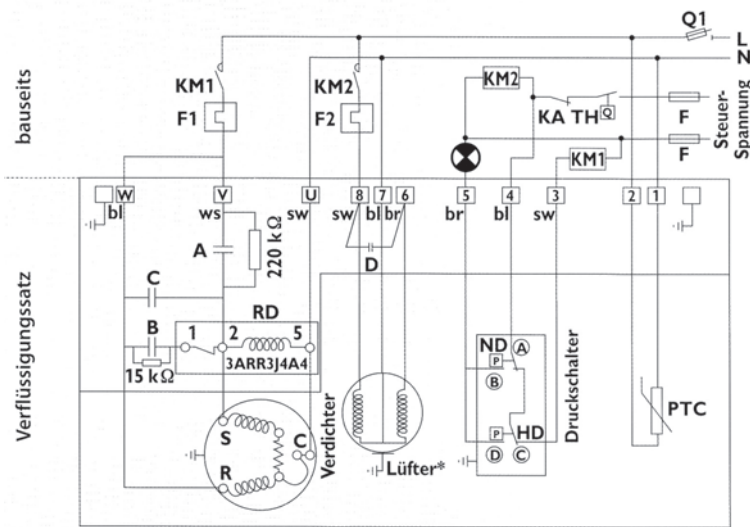 Q1
L
N
bauseits
KM1
F1
KM2
F2
KM2
KA TH Q
F
F
KM1
Steuer-
Spannung
W V U 8 7 6 5 4 3 2 1
bl ws sw sw bl br br bl sw
A
220 kΩ
D
C
Verflüssigungssatz
B
RD
1 2 5
3ARR3J4A4
15 kΩ
S
C
R
Verdichter
Lüfter*
ND A
P
B
P HD
D C
Druckschalter
PTC